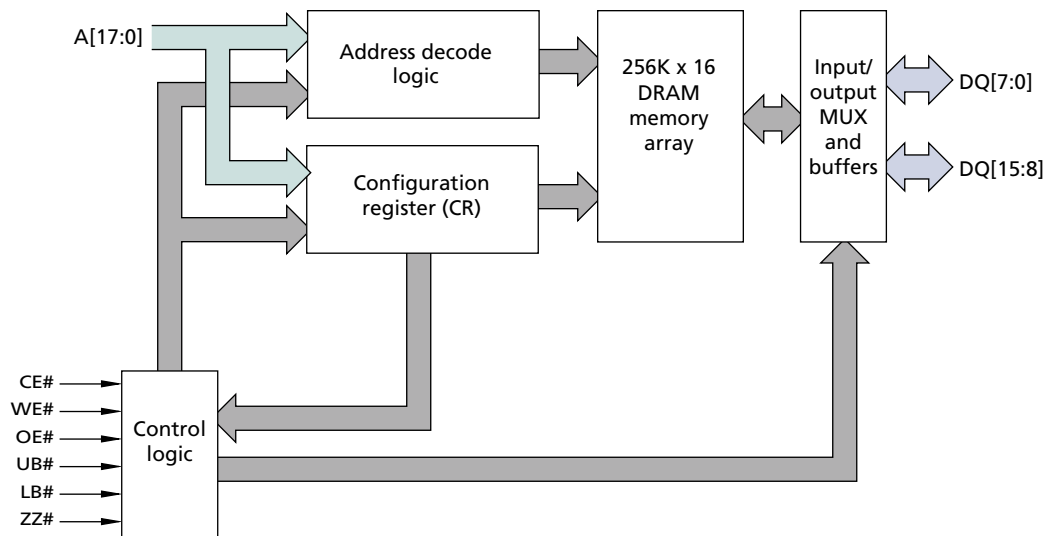 A[17:0]
Address decode
logic
256K x 16
DRAM
memory
array
Input/
output
MUX
and
buffers
DQ[7:0]
DQ[15:8]
Configuration
register (CR)
CE#
WE#
OE#
UB#
LB#
ZZ#
Control
logic